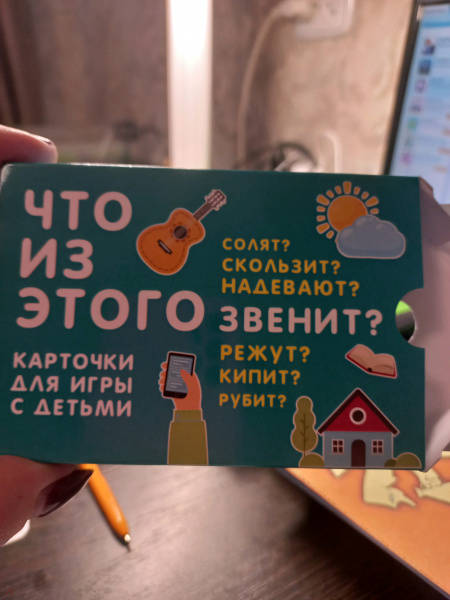 ЧТО
ИЗ
ЭТОГО
СОЛЯТ?
СКОЛЬЗИТ?
НАДЕВАЮТ?
ЗВЕНИТ?
РЕЖУТ?
КИПИТ?
РУБИТ?
КАРТОЧКИ
ДЛЯ ИГРЫ
С ДЕТЬМИ